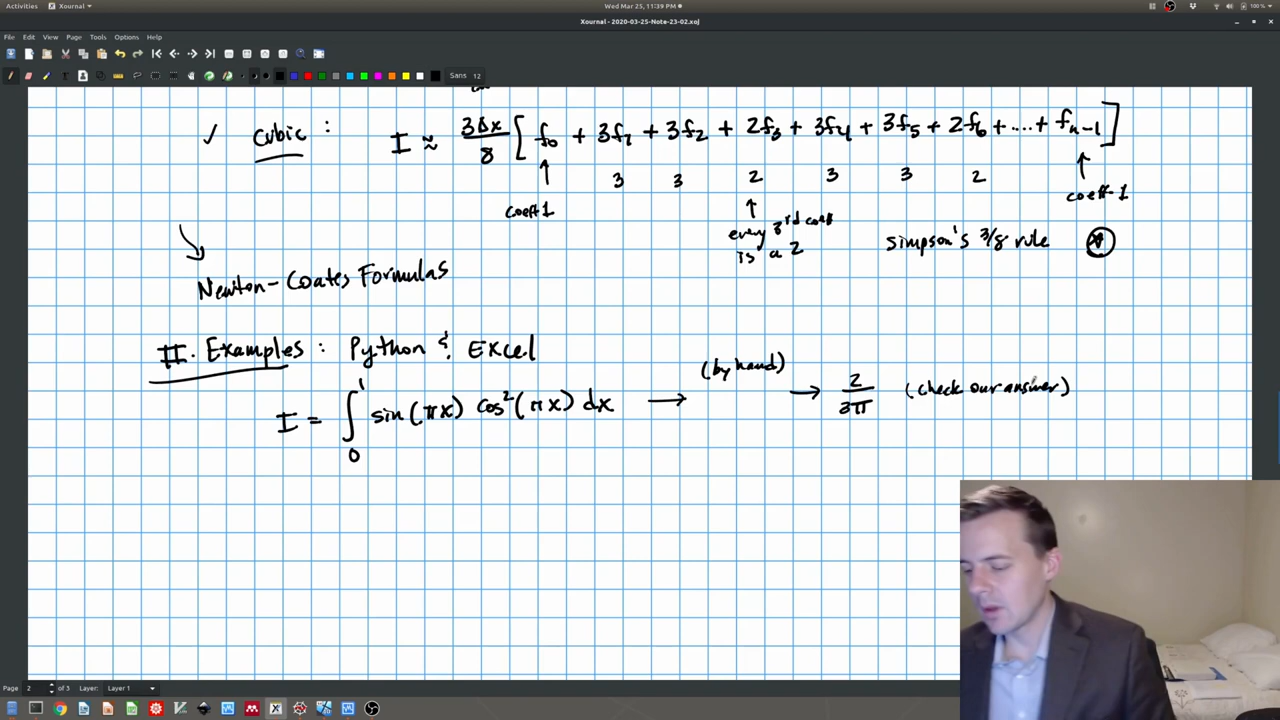 Activities Xournal Wed Mar 25, 11:39 PM 100 %
Xournal - 2020-03-25-Note-23-02.xoj
File Edit View Page Tools Options Help
Sans 12
✓ Cubic : I ≈ 3Δx/8 [ f₀ + 3f₁ + 3f₂ + 2f₃ + 3f₄ + 3f₅ + 2f₆ + .... + fₙ₋₁ ]
↑ 3 3 2 3 3 2 ↑
coeff 1 ↑ coeff 1
every 3rd coeff
is a 2
simpson's 3/8 rule
Newton-Coates Formulas
II. Examples : Python & Excel
I = ∫₀¹ sin(πx) cos²(πx) dx → (by hand) → 2/3π (check our answer)
Page 2 of 3 Layer: Layer 1